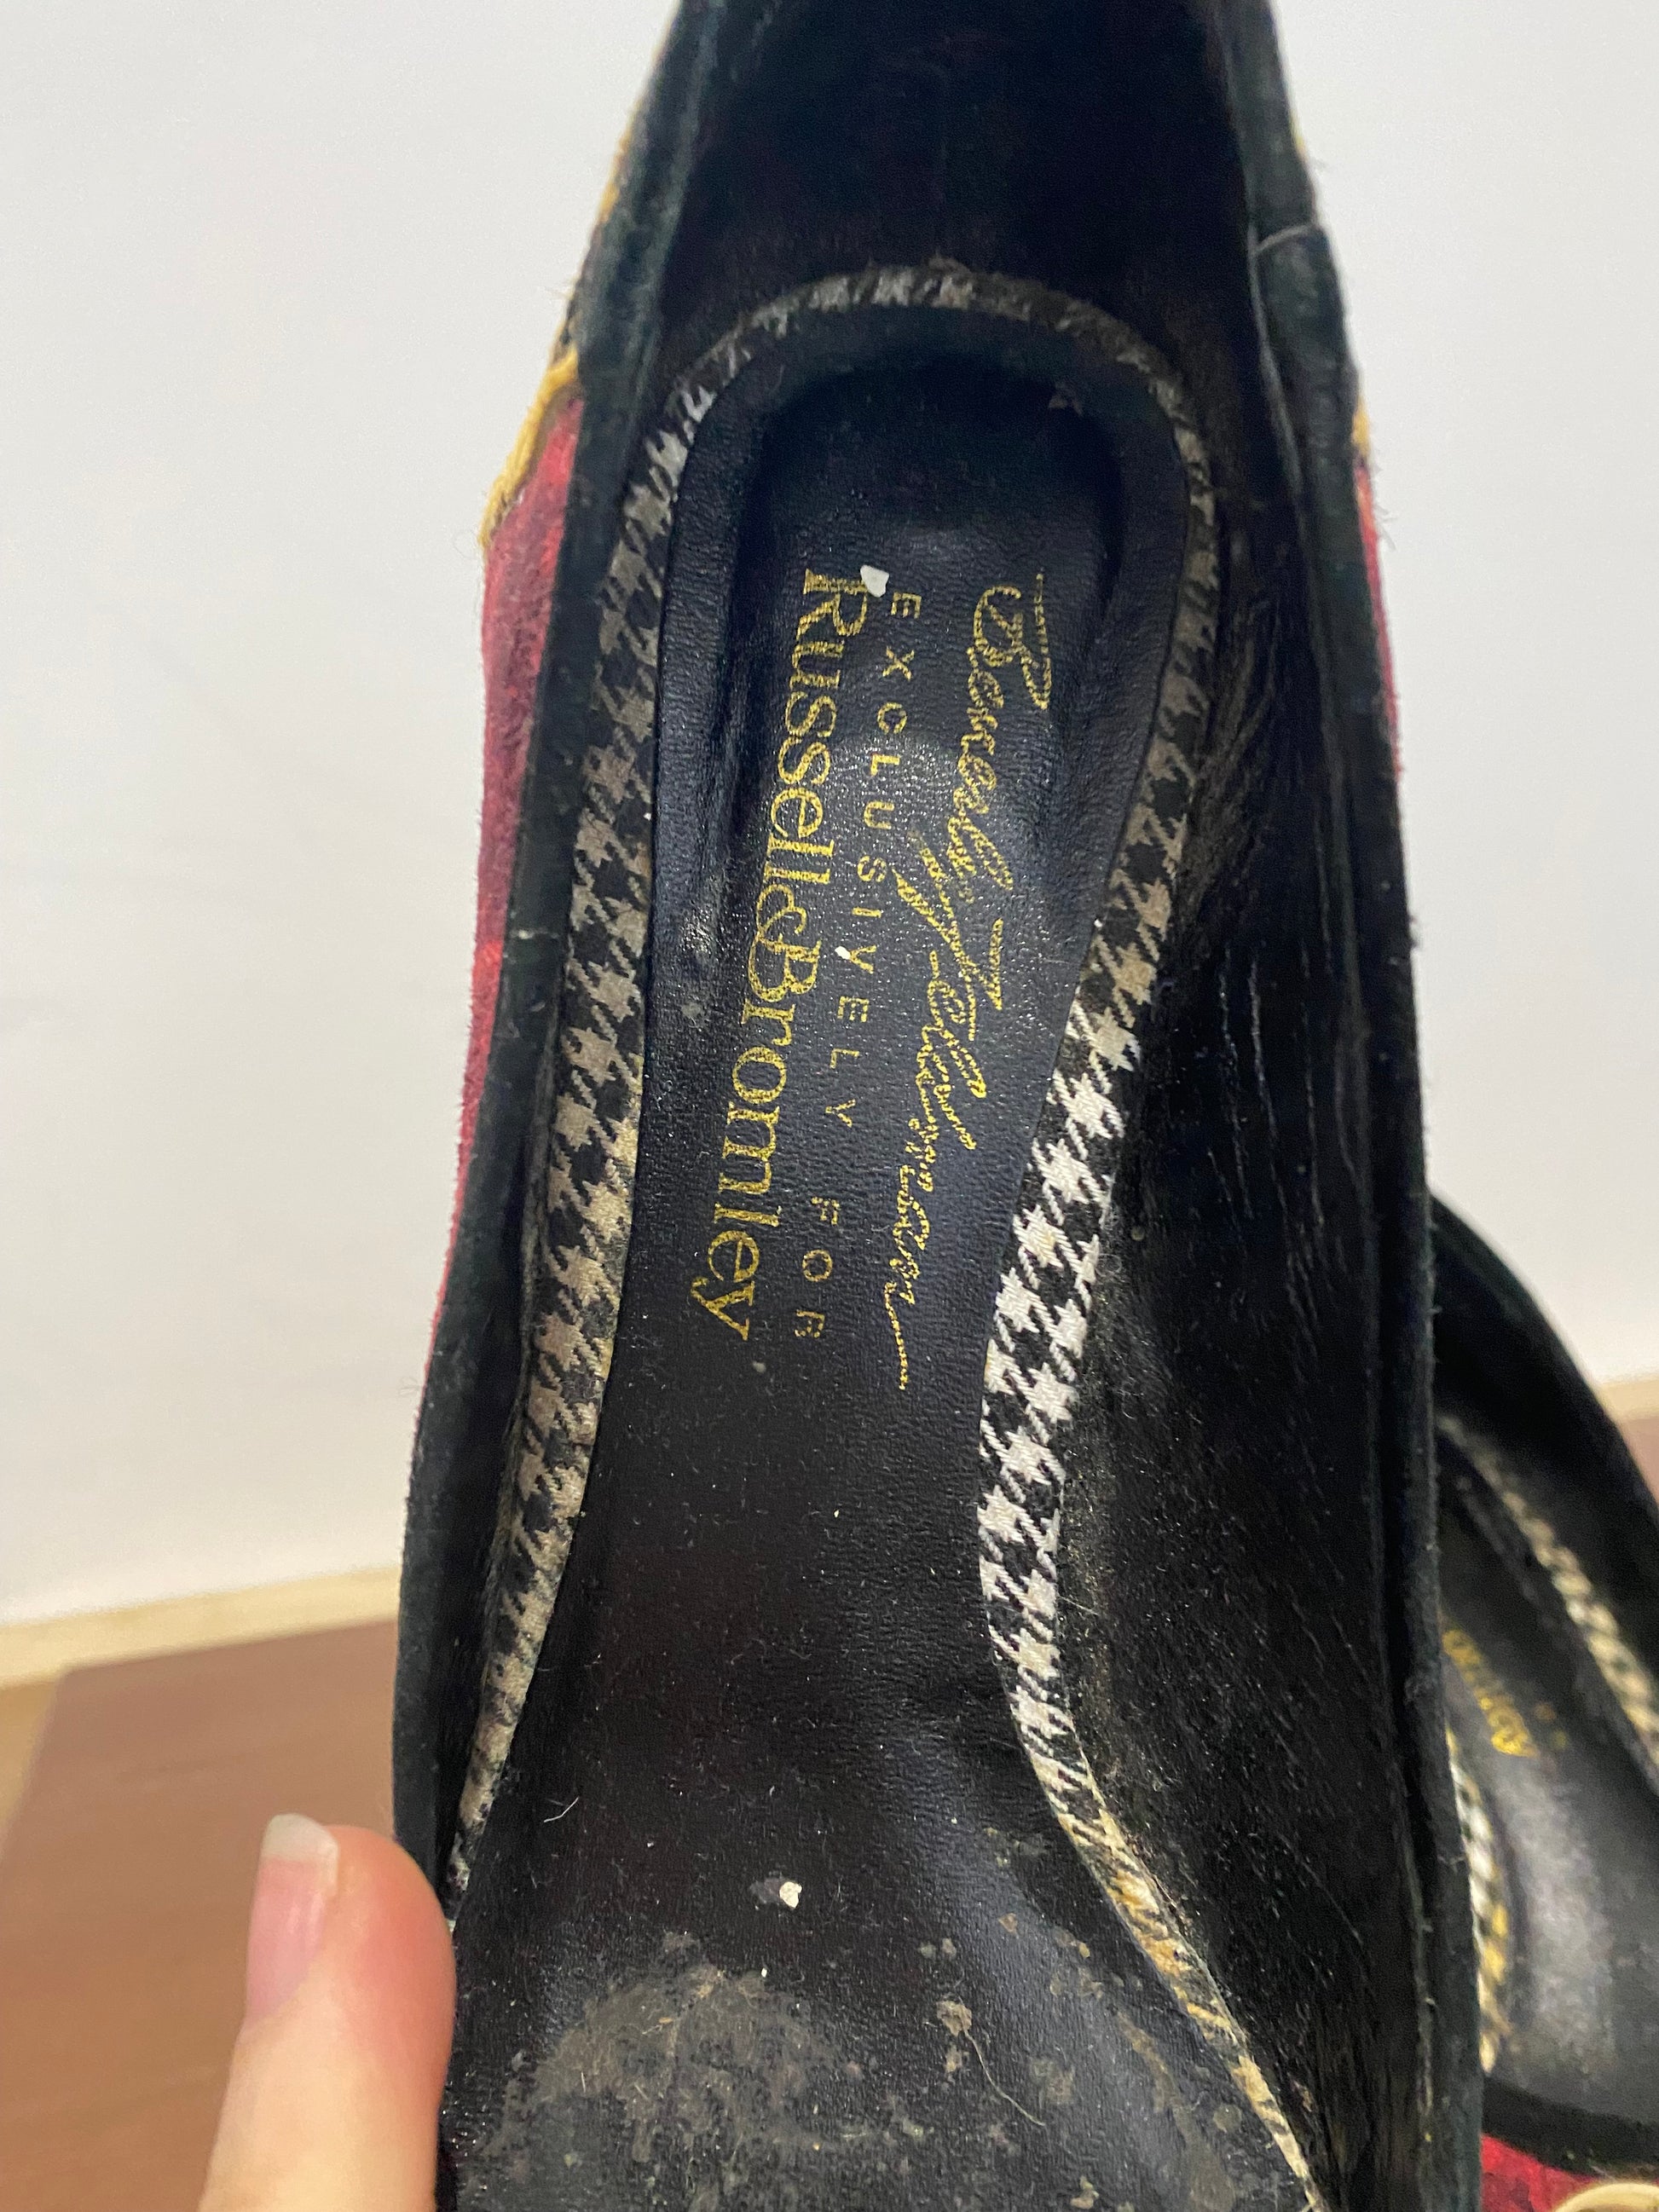 Beverly Feldman
EXCLUSIVELY FOR
Russell&Bromley